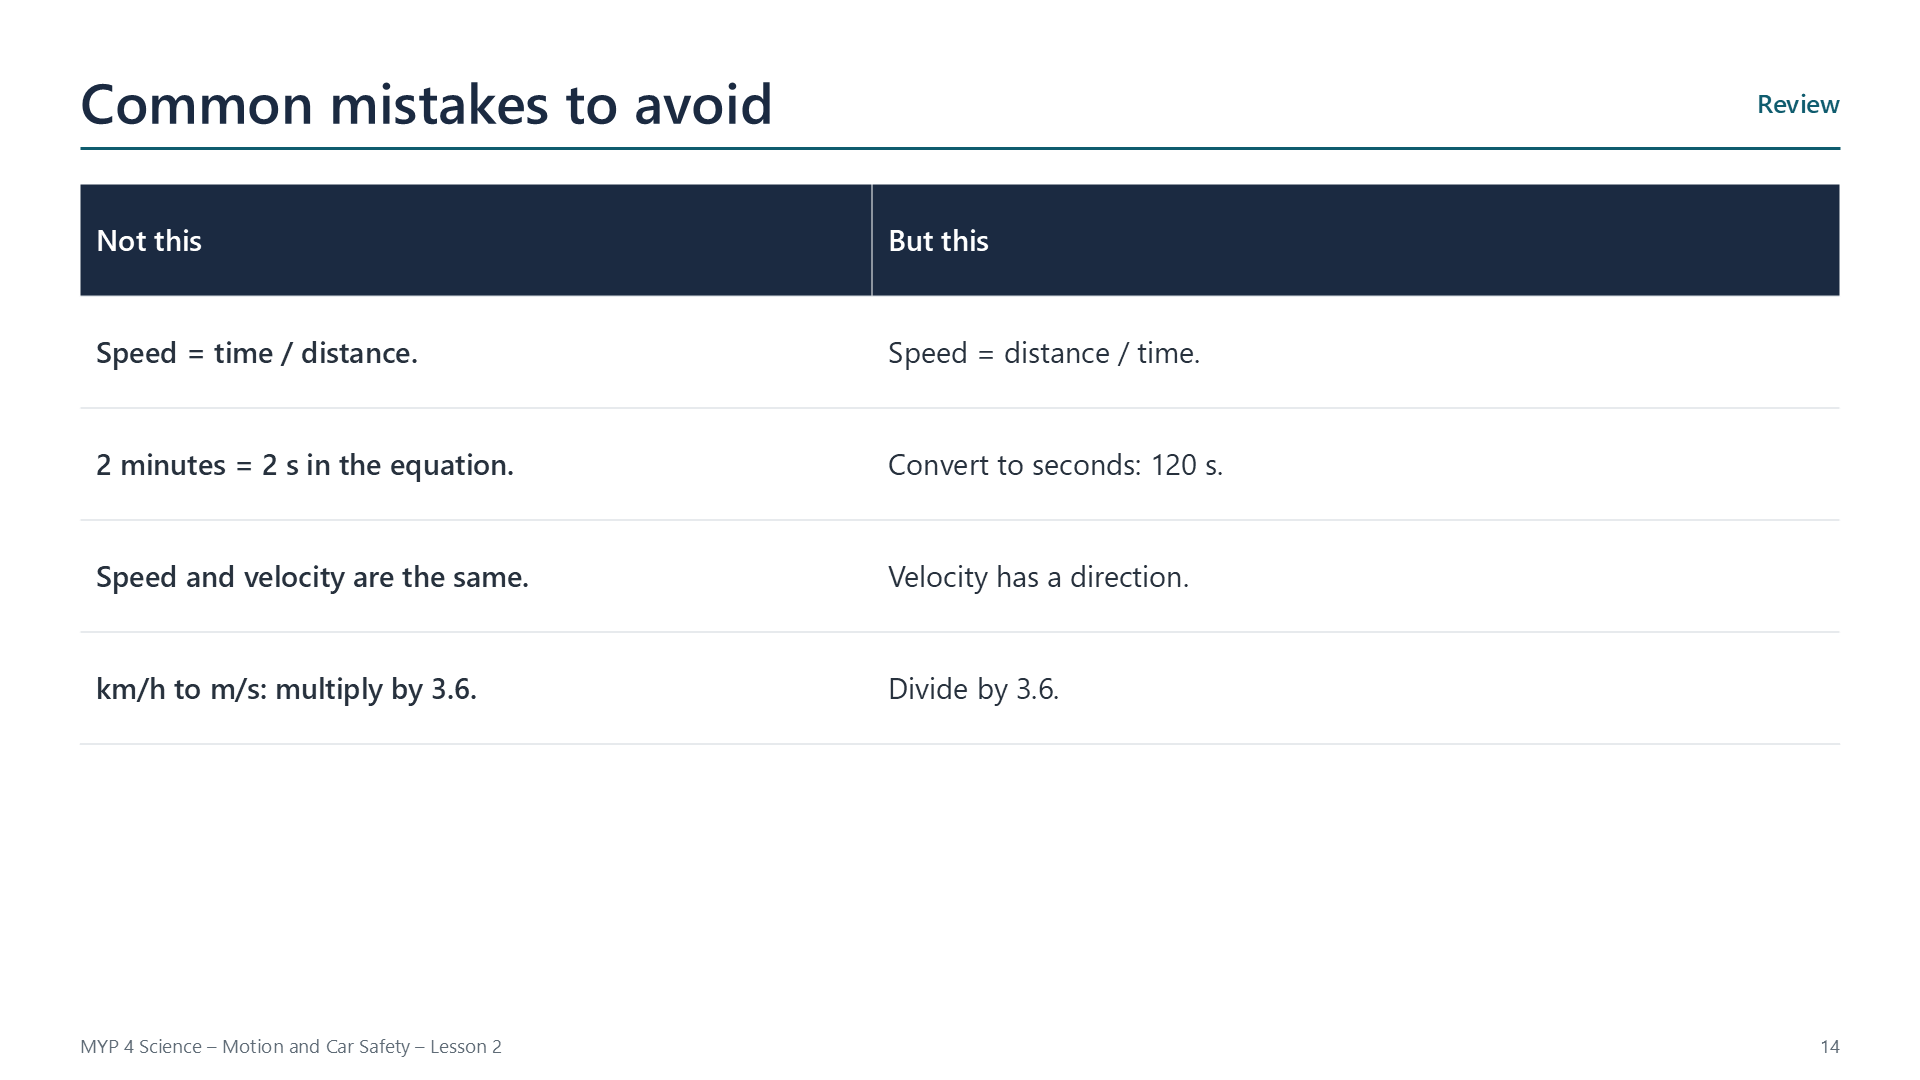 Common mistakes to avoid
Review
Not this
But this
Speed = time / distance.
Speed = distance / time.
2 minutes = 2 s in the equation.
Convert to seconds: 120 s.
Speed and velocity are the same.
Velocity has a direction.
km/h to m/s: multiply by 3.6.
Divide by 3.6.
MYP 4 Science – Motion and Car Safety – Lesson 2
14